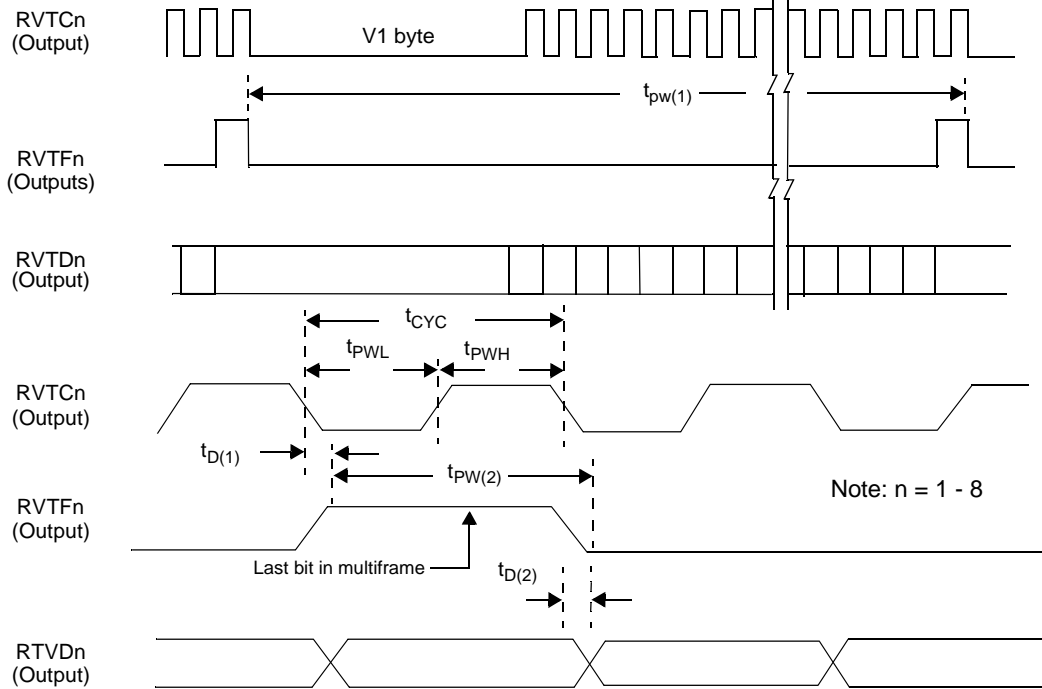 RVTCn
(Output)
V1 byte
tpw(1)
RVTFn
(Outputs)
RVTDn
(Output)
tCYC
tPWL
tPWH
RVTCn
(Output)
tD(1)
tPW(2)
Note: n = 1 - 8
RVTFn
(Output)
Last bit in multiframe
tD(2)
RTVDn
(Output)